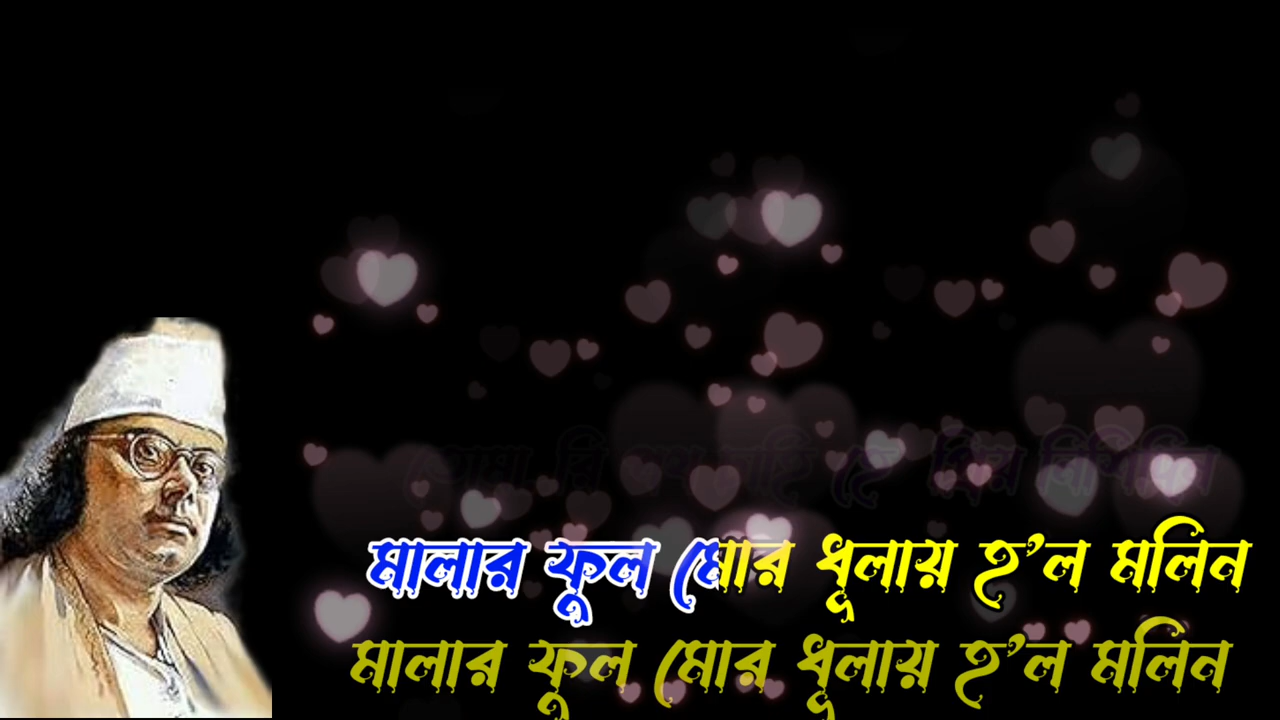 হে প্রিয় নিশিদিন
মালার ফুল মোর ধূলায় হ'ল মলিন
মালার ফুল মোর ধূলায় হ'ল মলিন